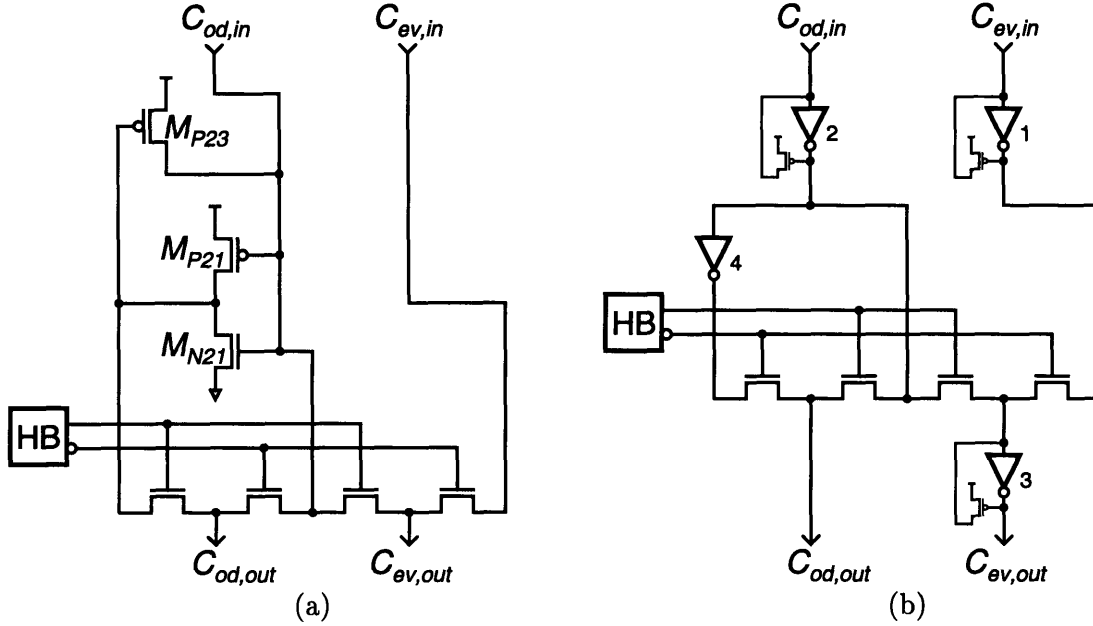 C_od,in
C_ev,in
M_P23
M_P21
M_N21
HB
C_od,out
C_ev,out
(a)
C_od,in
C_ev,in
2
1
4
HB
3
C_od,out
C_ev,out
(b)